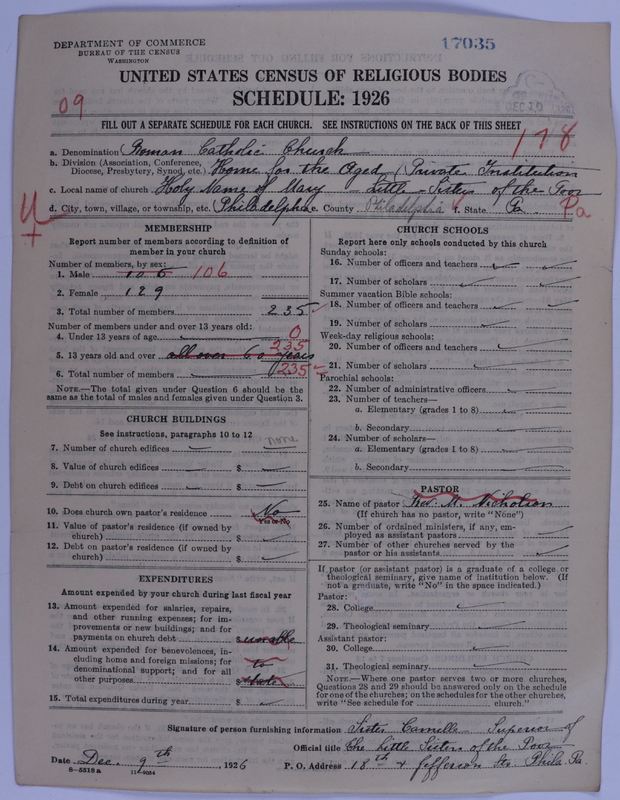 DEPARTMENT OF COMMERCE
BUREAU OF THE CENSUS
WASHINGTON
17035
UNITED STATES CENSUS OF RELIGIOUS BODIES
SCHEDULE: 1926
09
DEC 10
FILL OUT A SEPARATE SCHEDULE FOR EACH CHURCH. SEE INSTRUCTIONS ON THE BACK OF THIS SHEET
178
a. Denomination Roman Catholic Church
b. Division (Association, Conference, Diocese, Presbytery, Synod, etc.) Home for the Aged (Private Institution
c. Local name of church Holy Name of Mary - Little Sisters of the Poor
d. City, town, village, or township, etc. Philadelphia e. County Philadelphia f. State Pa. Pa
MEMBERSHIP
Report number of members according to definition of member in your church
Number of members, by sex:
1. Male 106 106
2. Female 129
3. Total number of members 235
Number of members under and over 13 years old:
4. Under 13 years of age 0
5. 13 years old and over all over 60 years 235
6. Total number of members 235
NOTE.—The total given under Question 6 should be the same as the total of males and females given under Question 3.
CHURCH BUILDINGS
See instructions, paragraphs 10 to 12
7. Number of church edifices none
8. Value of church edifices $
9. Debt on church edifices $
10. Does church own pastor's residence No
Yes or No
11. Value of pastor's residence (if owned by church) $
12. Debt on pastor's residence (if owned by church) $
EXPENDITURES
Amount expended by your church during last fiscal year
13. Amount expended for salaries, repairs, and other running expenses; for improvements or new buildings; and for payments on church debt $ unable
14. Amount expended for benevolences, including home and foreign missions; for denominational support; and for all other purposes to $ state
15. Total expenditures during year $
CHURCH SCHOOLS
Report here only schools conducted by this church
Sunday schools:
16. Number of officers and teachers
17. Number of scholars
Summer vacation Bible schools:
18. Number of officers and teachers
19. Number of scholars
Week-day religious schools:
20. Number of officers and teachers
21. Number of scholars
Parochial schools:
22. Number of administrative officers
23. Number of teachers—
a. Elementary (grades 1 to 8)
b. Secondary
24. Number of scholars—
a. Elementary (grades 1 to 8)
b. Secondary
PASTOR
25. Name of pastor Rev. M. Nicholson
(If church has no pastor, write "None")
26. Number of ordained ministers, if any, employed as assistant pastors
27. Number of other churches served by the pastor or his assistants
If pastor (or assistant pastor) is a graduate of a college or theological seminary, give name of institution below. (If not a graduate, write "No" in the space indicated.)
Pastor:
28. College
29. Theological seminary
Assistant pastor:
30. College
31. Theological seminary
NOTE.—Where one pastor serves two or more churches, Questions 28 and 29 should be answered only on the schedule for one of the churches; on the schedules for the other churches, write "See schedule for church."
Signature of person furnishing information Sister Camille Superior of
Official title The Little Sisters of the Poor
Date Dec. 9th, 1926 P. O. Address 18th & Jefferson Sts. Phila. Pa.
8-5518a 11-9054